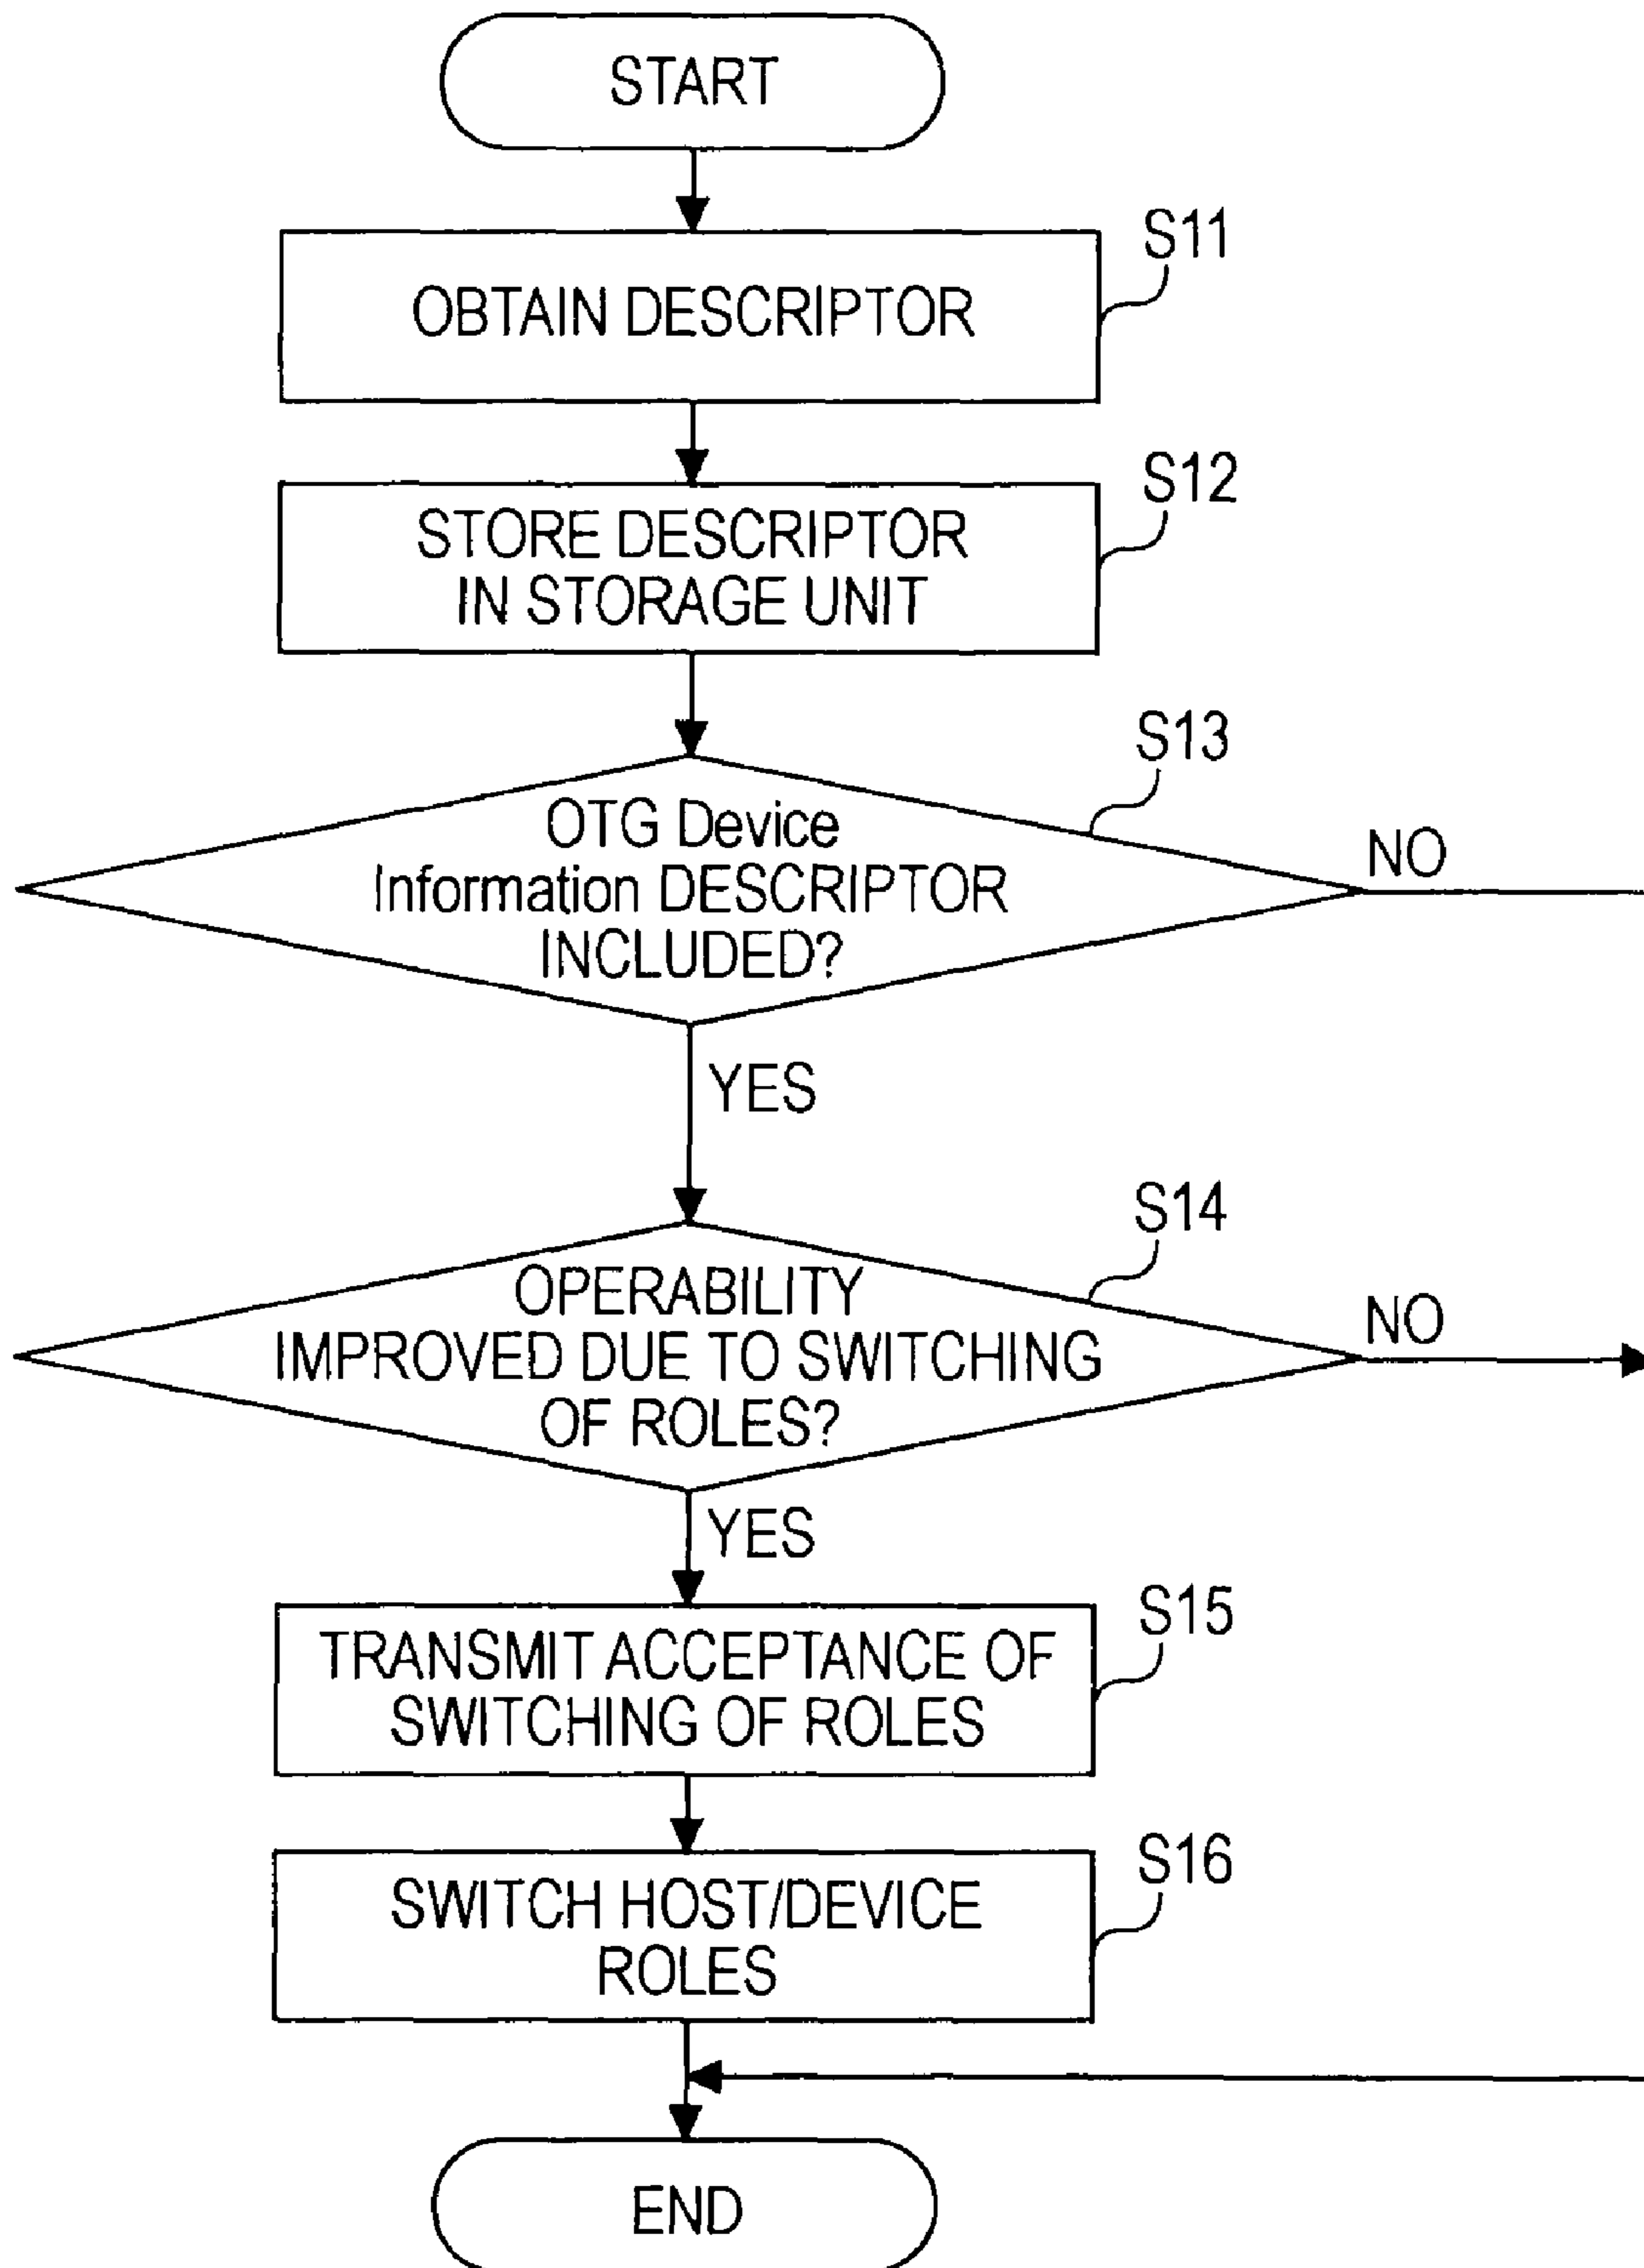 START
S11
OBTAIN DESCRIPTOR
S12
STORE DESCRIPTOR
IN STORAGE UNIT
S13
OTG Device
Information DESCRIPTOR
INCLUDED?
NO
YES
S14
OPERABILITY
IMPROVED DUE TO SWITCHING
OF ROLES?
NO
YES
S15
TRANSMIT ACCEPTANCE OF
SWITCHING OF ROLES
S16
SWITCH HOST/DEVICE
ROLES
END